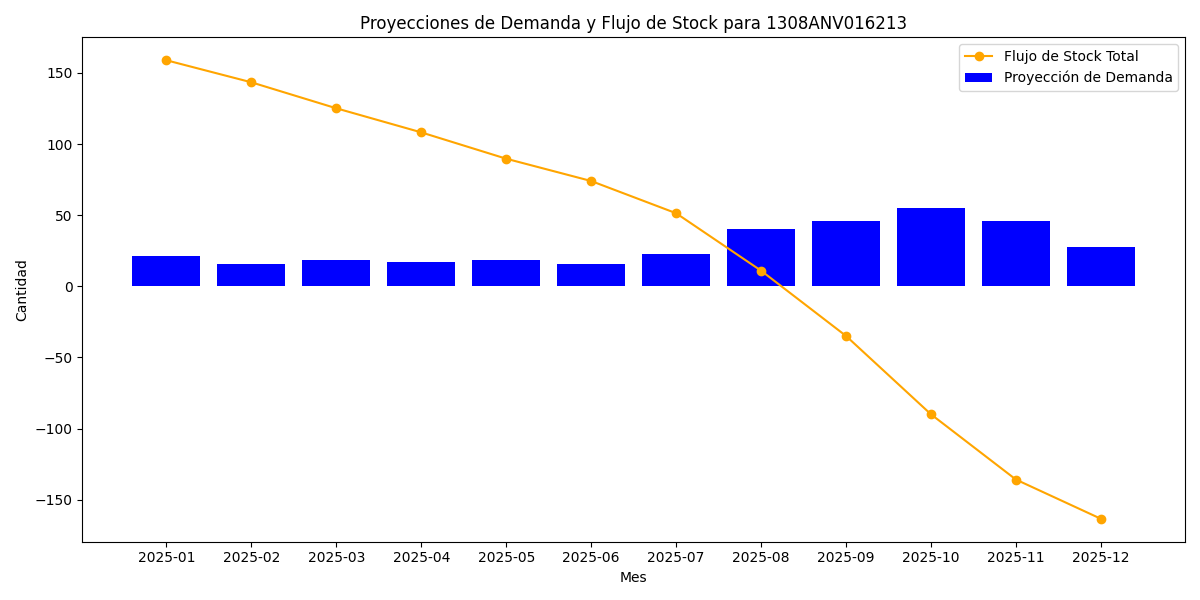 Proyecciones de Demanda y Flujo de Stock para 1308ANV016213
Flujo de Stock Total
Proyección de Demanda
Cantidad
150
100
50
0
−50
−100
−150
2025-01 2025-02 2025-03 2025-04 2025-05 2025-06 2025-07 2025-08 2025-09 2025-10 2025-11 2025-12
Mes